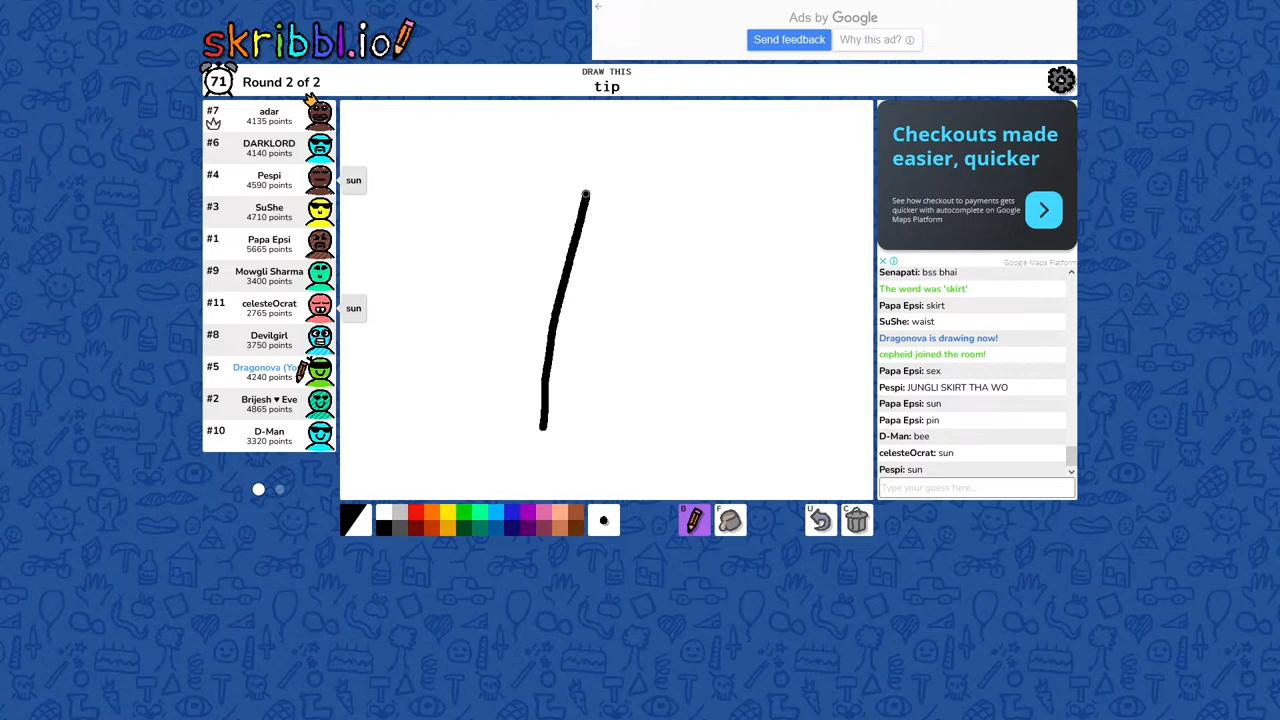 skribbl.io
Ads by Google
Send feedback
Why this ad?
71
Round 2 of 2
DRAW THIS
tip
#7
adar
4135 points
#6
DARKLORD
4140 points
#4
Pespi
4590 points
sun
#3
SuShe
4710 points
#1
Papa Epsi
5665 points
#9
Mowgli Sharma
3400 points
#11
celesteOcrat
2765 points
sun
#8
Devilgirl
3750 points
#5
Dragonova (Yo
4240 points
#2
Brijesh ♥ Eve
4865 points
#10
D-Man
3320 points
B
F
U
C
Checkouts made
easier, quicker
See how checkout to payments gets
quicker with autocomplete on Google
Maps Platform
Google Maps Platform
Senapati: bss bhai
The word was 'skirt'
Papa Epsi: skirt
SuShe: waist
Dragonova is drawing now!
cepheid joined the room!
Papa Epsi: sex
Pespi: JUNGLI SKIRT THA WO
Papa Epsi: sun
Papa Epsi: pin
D-Man: bee
celesteOcrat: sun
Pespi: sun
Type your guess here...